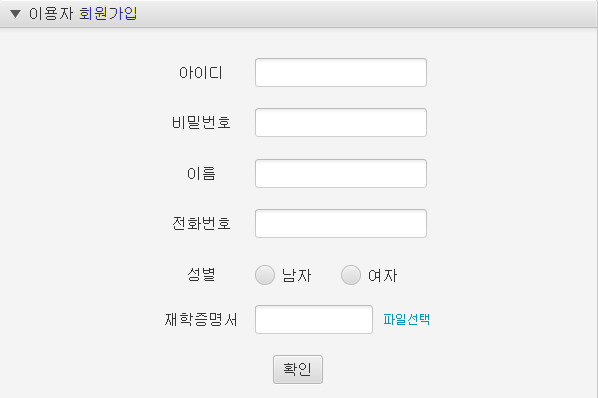 이용자 회원가입
아이디
비밀번호
이름
전화번호
성별 남자 여자
재학증명서 파일선택
확인